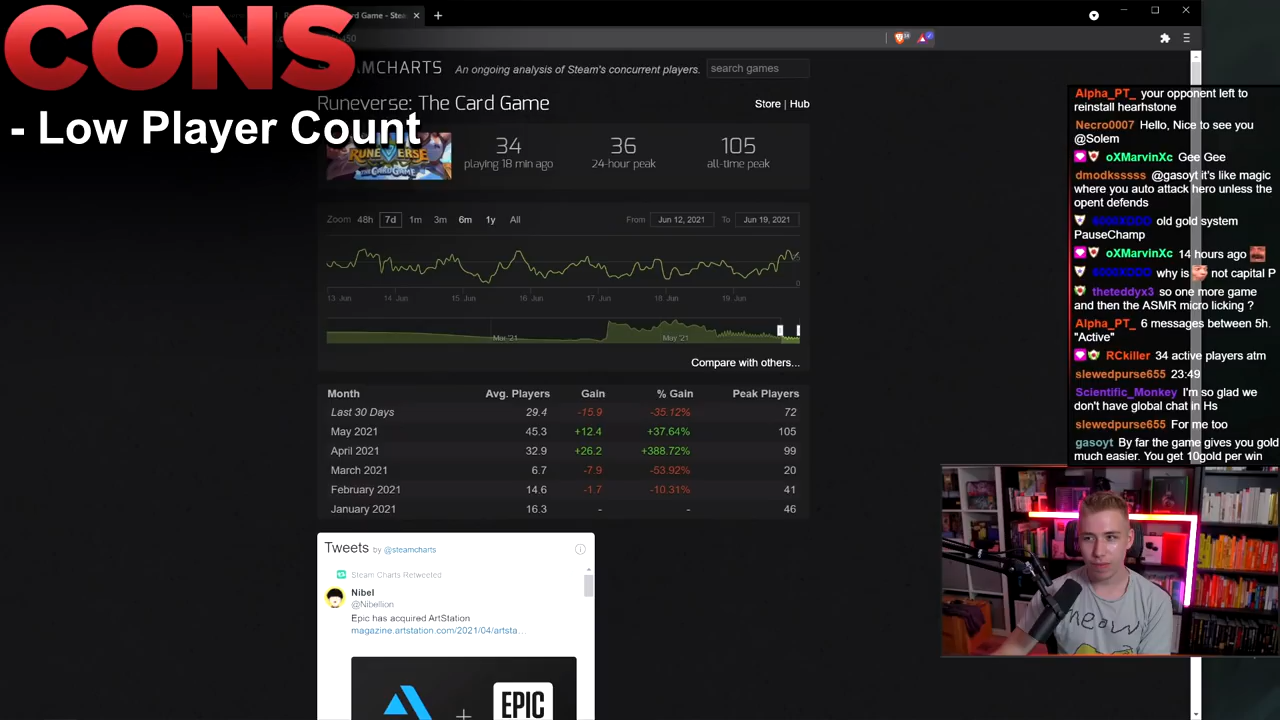 CONS
- Low Player Count
Card Game - Stea
450
AMCHARTS
An ongoing analysis of Steam's concurrent players.
search games
Runeverse: The Card Game
Store | Hub
RUNEVERSE
THE CARD GAME
34
playing 18 min ago
36
24-hour peak
105
all-time peak
Zoom 48h 7d 1m 3m 6m 1y All
From Jun 12, 2021 To Jun 19, 2021
0
13. Jun 14. Jun 15. Jun 16. Jun 17. Jun 18. Jun 19. Jun
Mar '21 May '21
Compare with others...
Month Avg. Players Gain % Gain Peak Players
Last 30 Days 29.4 -15.9 -35.12% 72
May 2021 45.3 +12.4 +37.64% 105
April 2021 32.9 +26.2 +388.72% 99
March 2021 6.7 -7.9 -53.92% 20
February 2021 14.6 -1.7 -10.31% 41
January 2021 16.3 - - 46
Tweets by @steamcharts
Steam Charts Retweeted
Nibel
@Nibellion
Epic has acquired ArtStation
magazine.artstation.com/2021/04/artsta…
EPIC
Alpha_PT_ your opponent left to
reinstall hearhstone
Necro0007 Hello, Nice to see you
@Solem
oXMarvinXc Gee Gee
dmodksssss @gasoyt it's like magic
where you auto attack hero unless the
opent defends
old gold system
PauseChamp
oXMarvinXc 14 hours ago
why is not capital P
theteddyx3 so one more game
and then the ASMR micro licking ?
Alpha_PT_ 6 messages between 5h.
"Active"
RCkiller 34 active players atm
slewedpurse655 23:49
Scientific_Monkey I'm so glad we
don't have global chat in Hs
slewedpurse655 For me too
gasoyt By far the game gives you gold
much easier. You get 10gold per win
meow